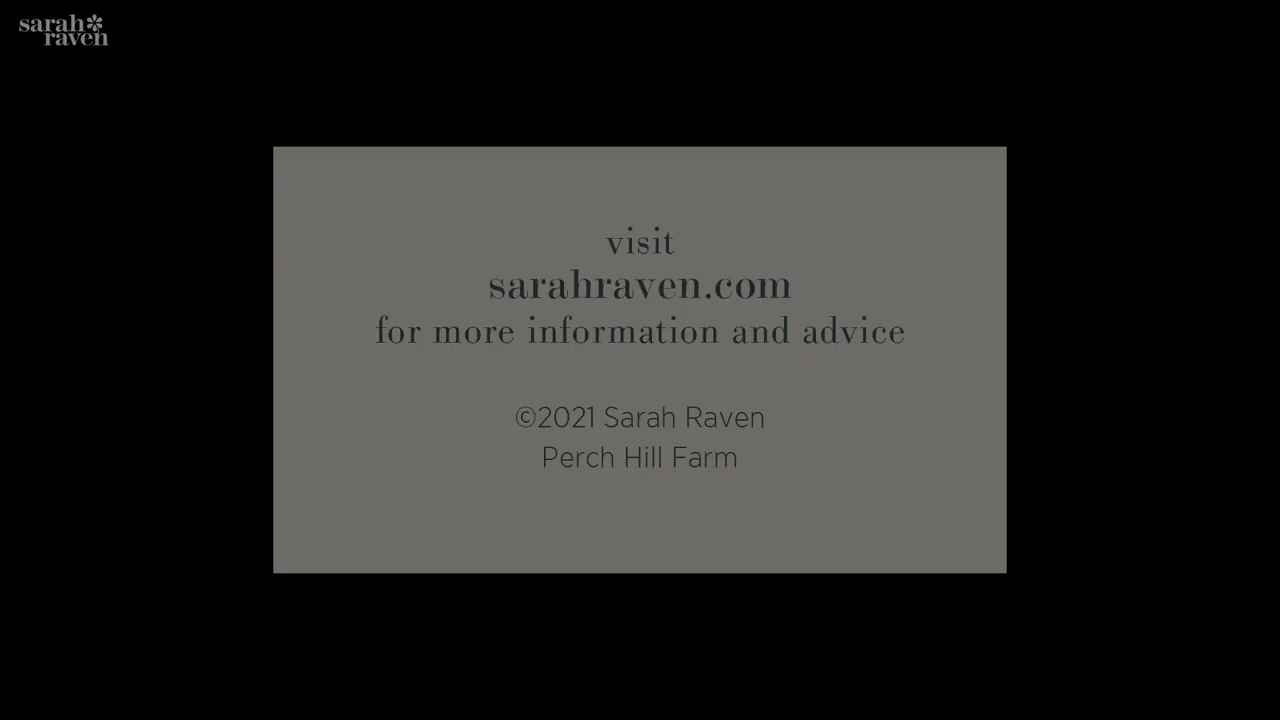 sarah
raven
visit
sarahraven.com
for more information and advice
©2021 Sarah Raven
Perch Hill Farm